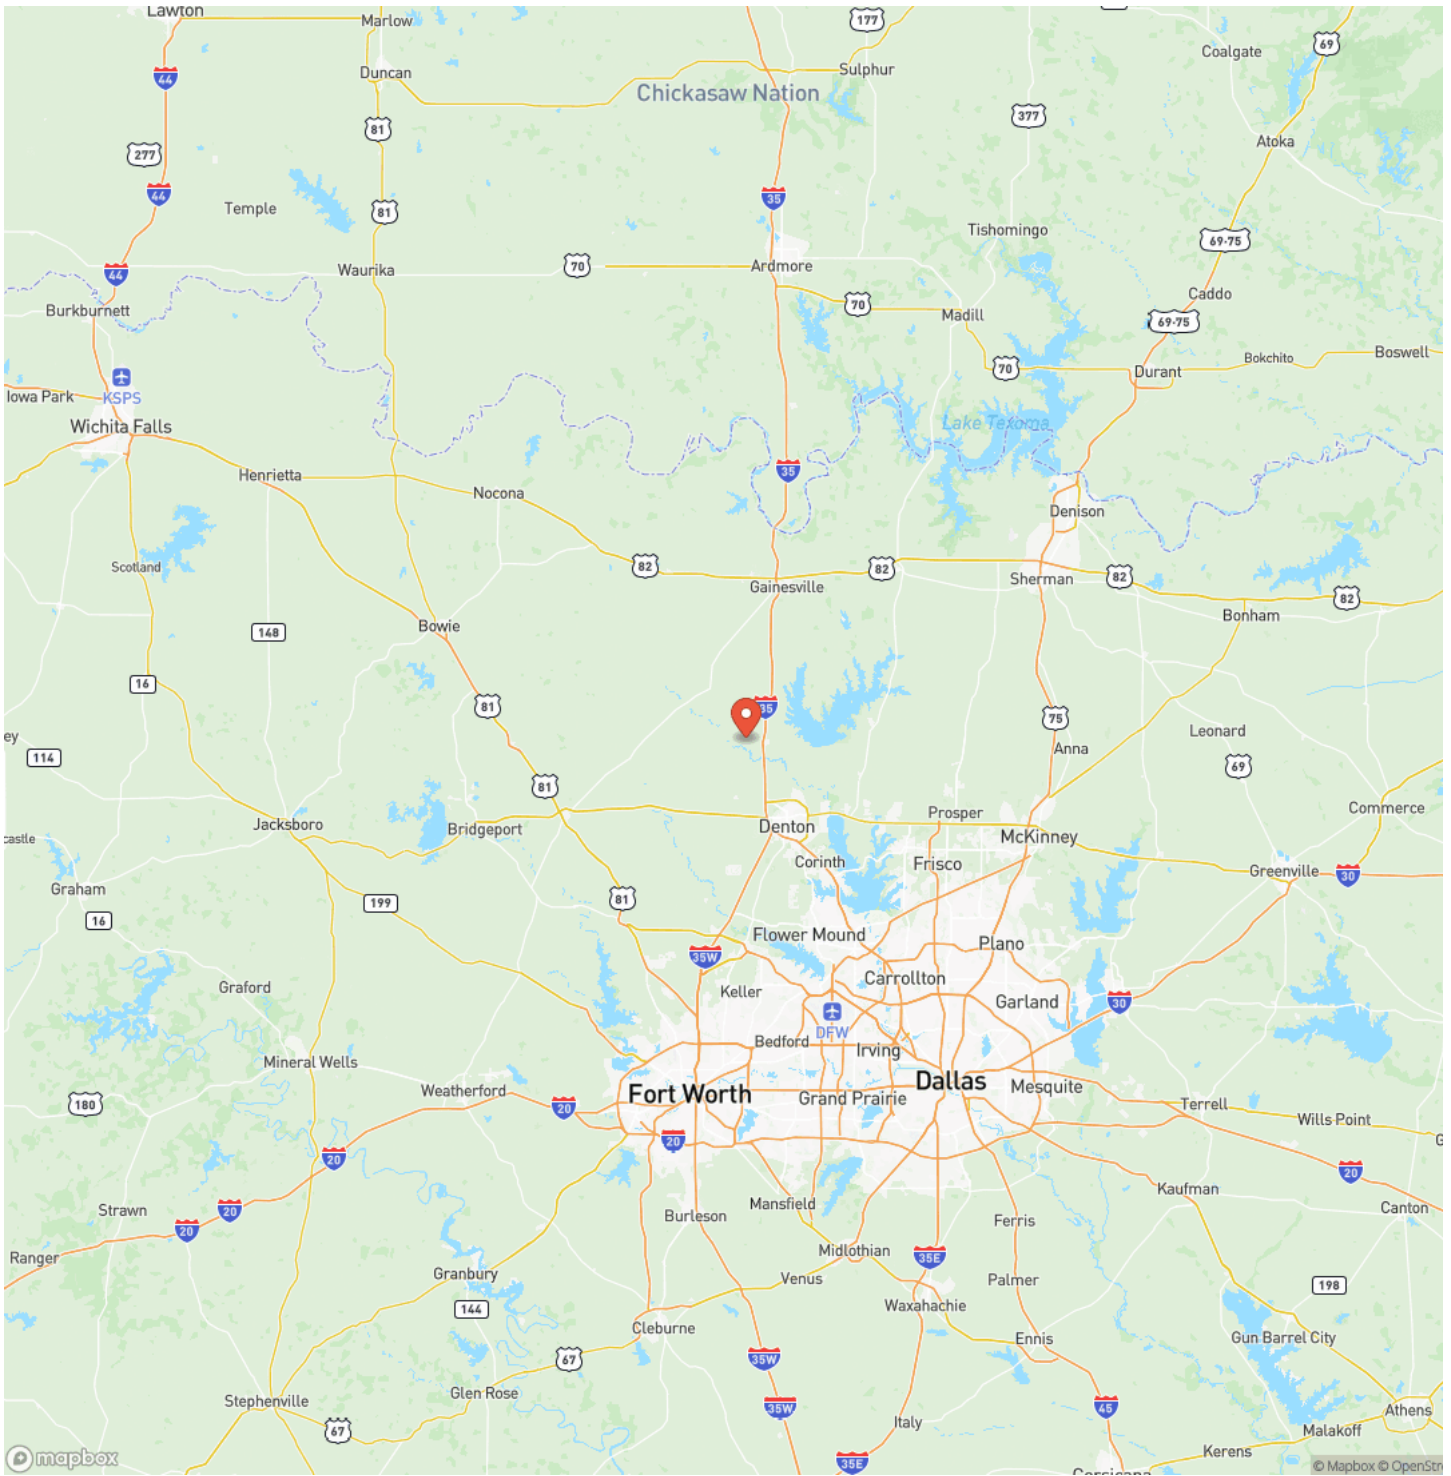 Lawton
Marlow
177
Coalgate
69
44
Duncan
Sulphur
Chickasaw Nation
81
377
277
Atoka
44
Temple
81
35
Tishomingo
69-75
Waurika
70
Ardmore
44
Caddo
Burkburnett
70
Madill
69-75
KSPS
70
Durant
Bokchito
Boswell
Iowa Park
Wichita Falls
Lake Texoma
Henrietta
35
Nocona
Denison
Scotland
82
82
Gainesville
Sherman
82
82
Bonham
148
Bowie
16
81
35
75
Leonard
ey
114
Anna
69
81
Commerce
Jacksboro
Bridgeport
Prosper
Denton
McKinney
castle
Corinth
Frisco
Greenville
30
Graham
199
81
16
Flower Mound
Plano
35W
Carrollton
Graford
Keller
Garland
30
DFW
Bedford
Irving
Mineral Wells
Weatherford
Fort Worth
Dallas
Mesquite
Grand Prairie
180
20
Terrell
Wills Point
20
20
20
Kaufman
Strawn
20
20
Mansfield
Burleson
Ferris
Canton
Ranger
Midlothian
35E
Granbury
Venus
Palmer
198
144
Waxahachie
Cleburne
Ennis
Gun Barrel City
67
35W
Glen Rose
Stephenville
35W
45
Athens
67
Italy
Malakoff
35E
Kerens
Corsicana
mapbox
© Mapbox © OpenStre